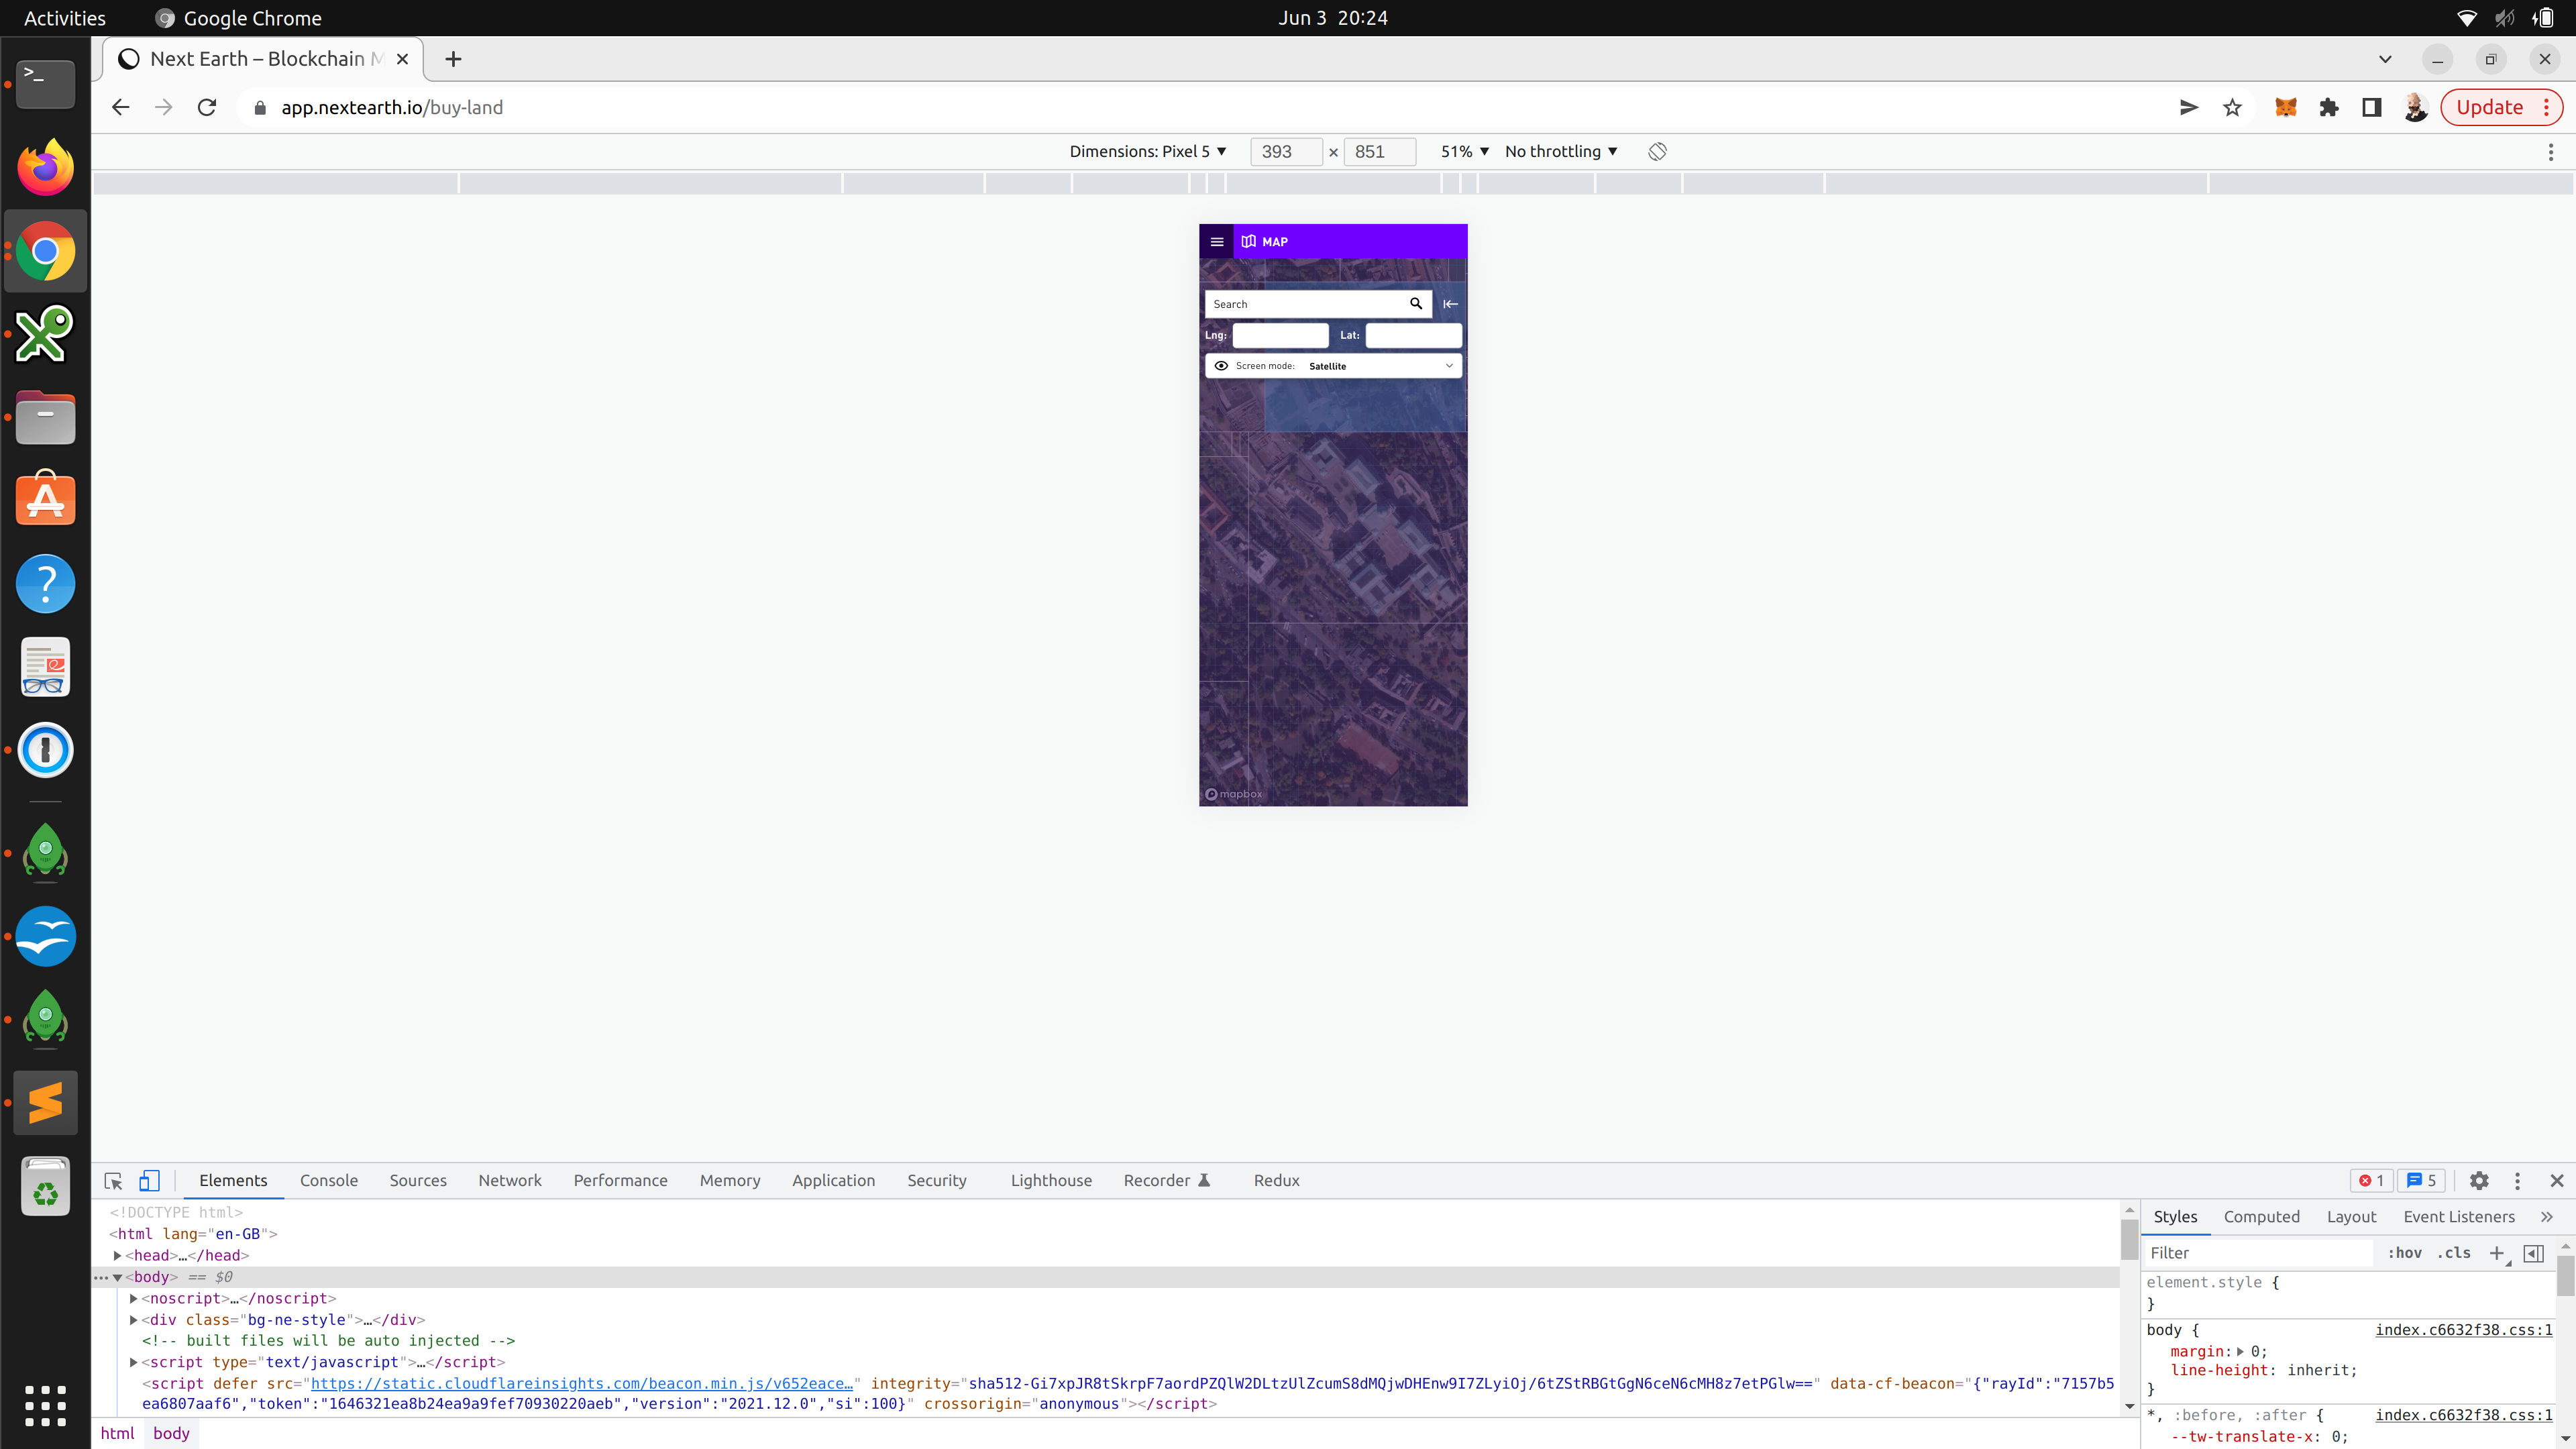 Activities Google Chrome Jun 3 20:24
Next Earth – Blockchain M
app.nextearth.io/buy-land Update
Dimensions: Pixel 5 393 × 851 51% No throttling
MAP
Search
Lng: Lat:
Screen mode: Satellite
mapbox
Elements Console Sources Network Performance Memory Application Security Lighthouse Recorder Redux 1 5
<!DOCTYPE html>
<html lang="en-GB">
<head>…</head>
<body> == $0
<noscript>…</noscript>
<div class="bg-ne-style">…</div>
<!-- built files will be auto injected -->
<script type="text/javascript">…</script>
<script defer src="https://static.cloudflareinsights.com/beacon.min.js/v652eace…" integrity="sha512-Gi7xpJR8tSkrpF7aordPZQlW2DLtzUlZcumS8dMQjwDHEnw9I7ZLyiOj/6tZStRBGtGgN6ceN6cMH8z7etPGlw==" data-cf-beacon="{"rayId":"7157b5
ea6807aaf6","token":"1646321ea8b24ea9a9fef70930220aeb","version":"2021.12.0","si":100}" crossorigin="anonymous"></script>
html body
Styles Computed Layout Event Listeners
Filter :hov .cls
element.style {
}
body { index.c6632f38.css:1
margin: 0;
line-height: inherit;
}
*, :before, :after { index.c6632f38.css:1
--tw-translate-x: 0;